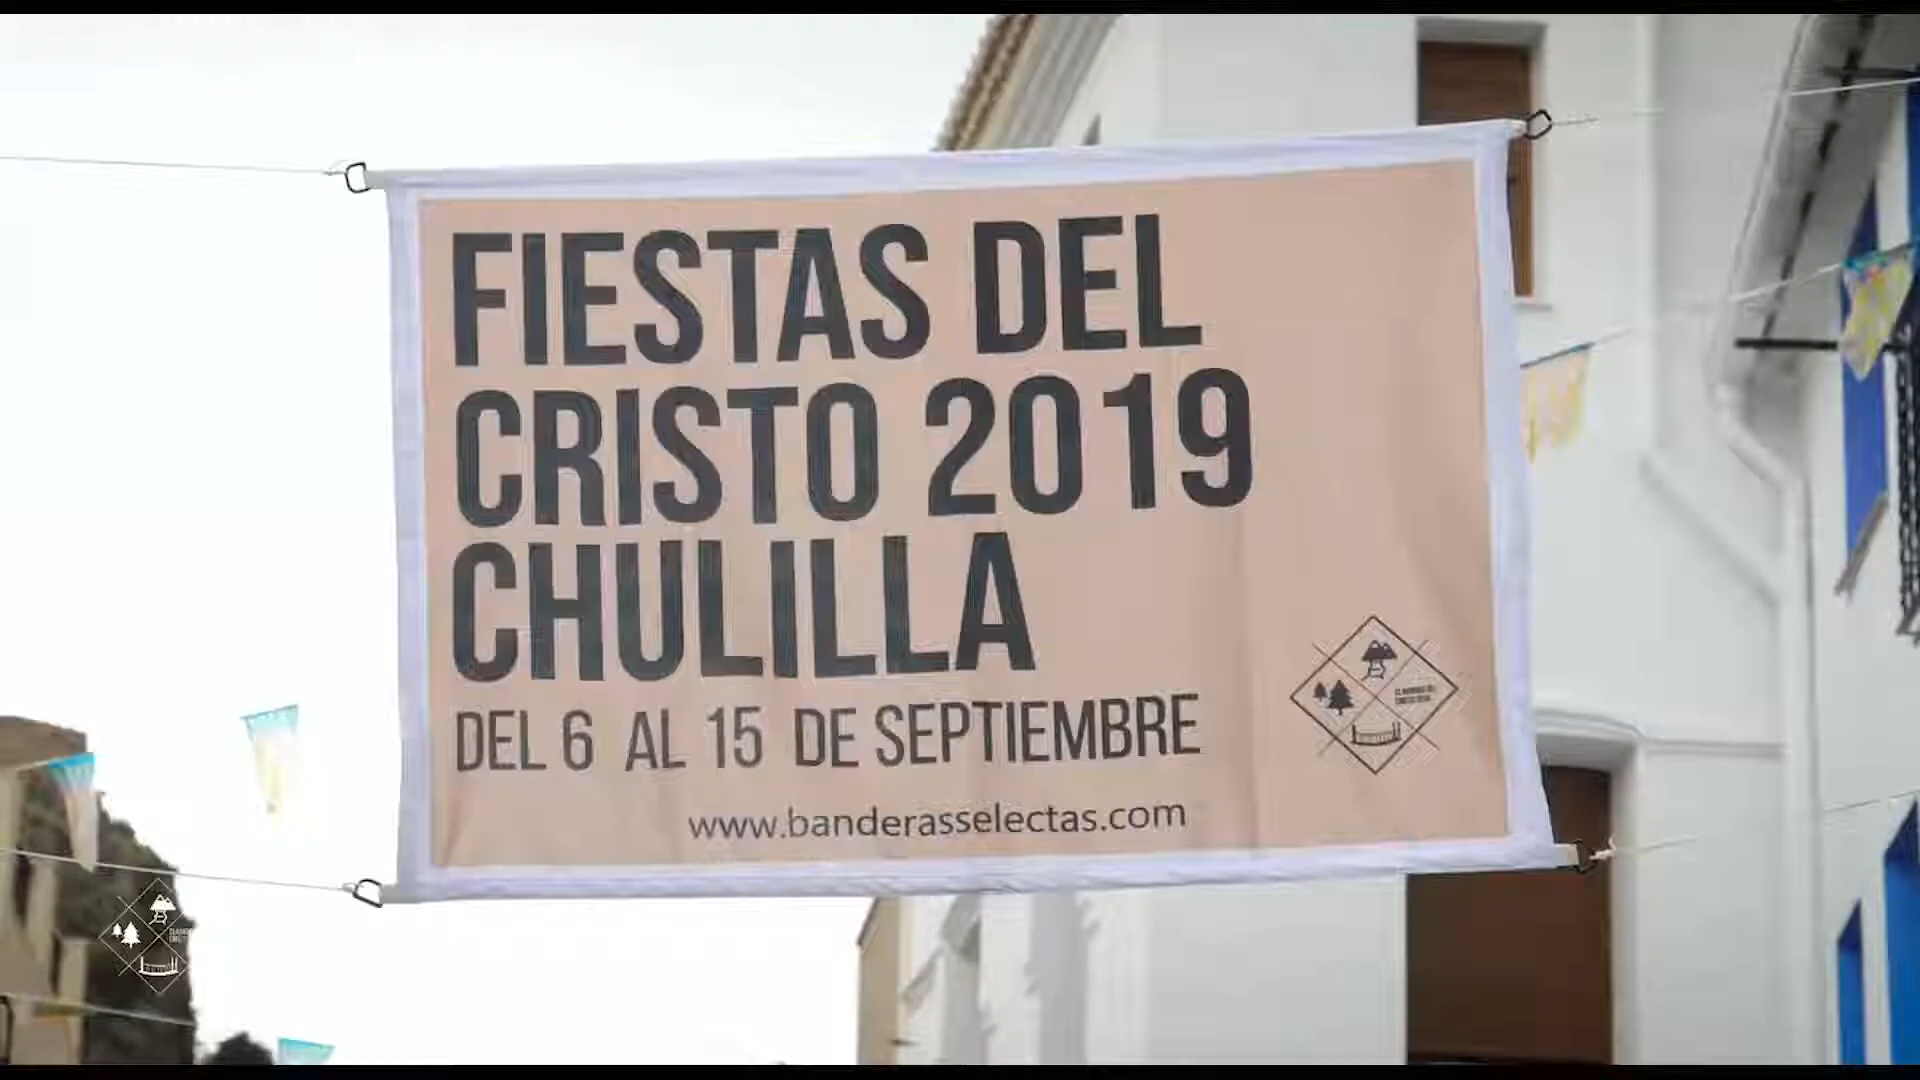 FIESTAS DEL
CRISTO 2019
CHULILLA
DEL 6 AL 15 DE SEPTIEMBRE
www.banderasselectas.com